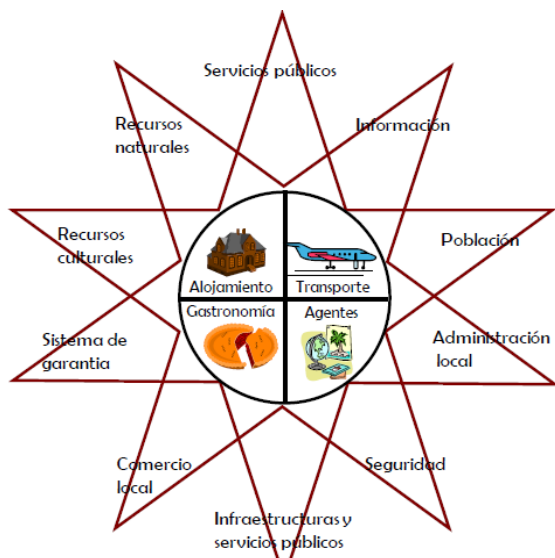 Servicios públicos
Recursos
naturales
Información
Recursos
culturales
Población
Alojamiento
Transporte
Gastronomía
Agentes
Sistema de
garantia
Administración
local
Comercio
local
Seguridad
Infraestructuras y
servicios públicos